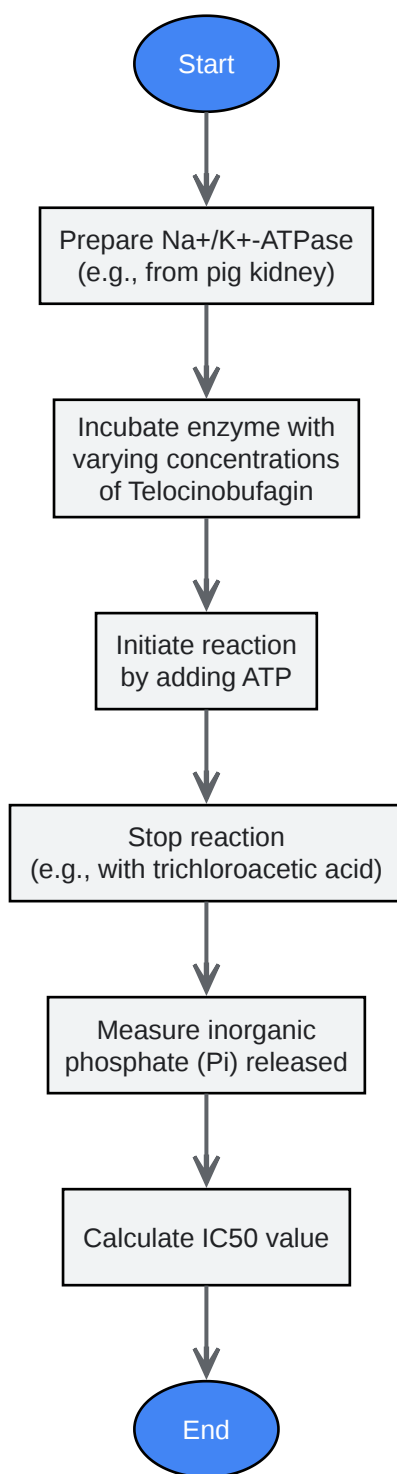 Start
Prepare Na+/K+-ATPase
(e.g., from pig kidney)
Incubate enzyme with
varying concentrations
of Telocinobufagin
Initiate reaction
by adding ATP
Stop reaction
(e.g., with trichloroacetic acid)
Measure inorganic
phosphate (Pi) released
Calculate IC50 value
End